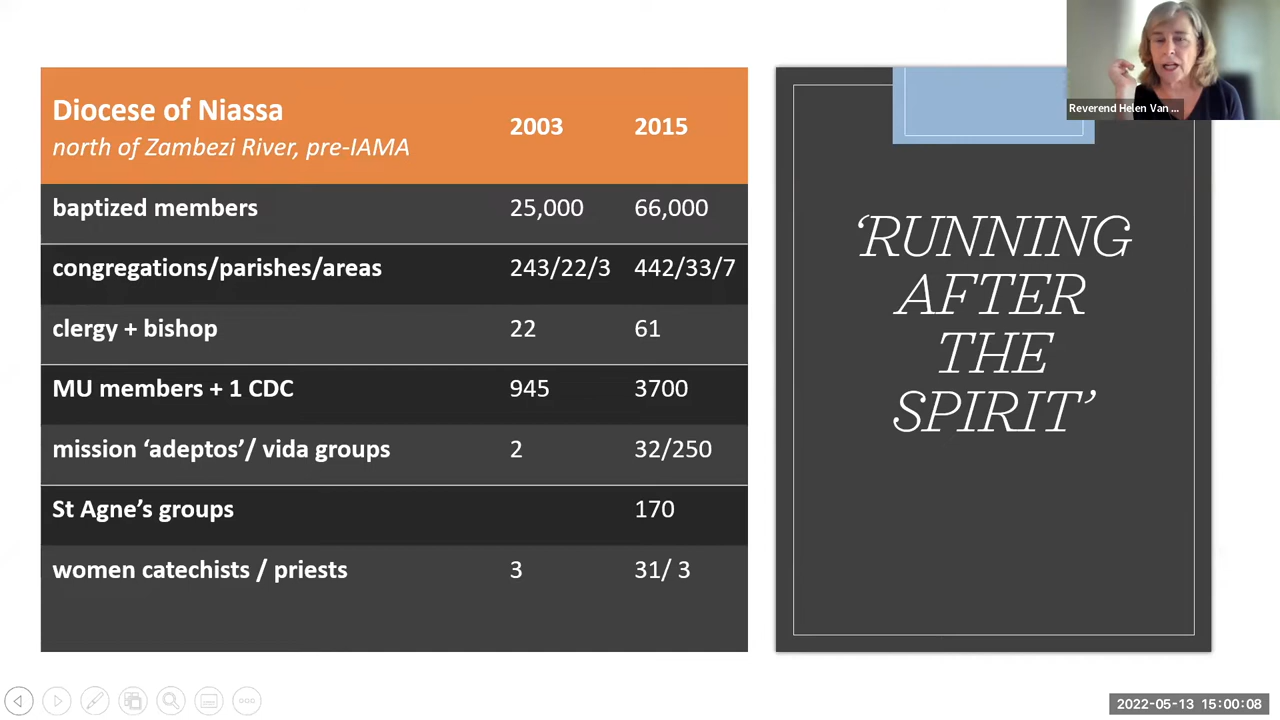 Diocese of Niassa
north of Zambezi River, pre-IAMA
2003 2015
baptized members 25,000 66,000
congregations/parishes/areas 243/22/3 442/33/7
clergy + bishop 22 61
MU members + 1 CDC 945 3700
mission ‘adeptos’/ vida groups 2 32/250
St Agne’s groups 170
women catechists / priests 3 31/ 3
‘RUNNING
AFTER
THE
SPIRIT’
Reverend Helen Van ...
2022-05-13 15:00:08